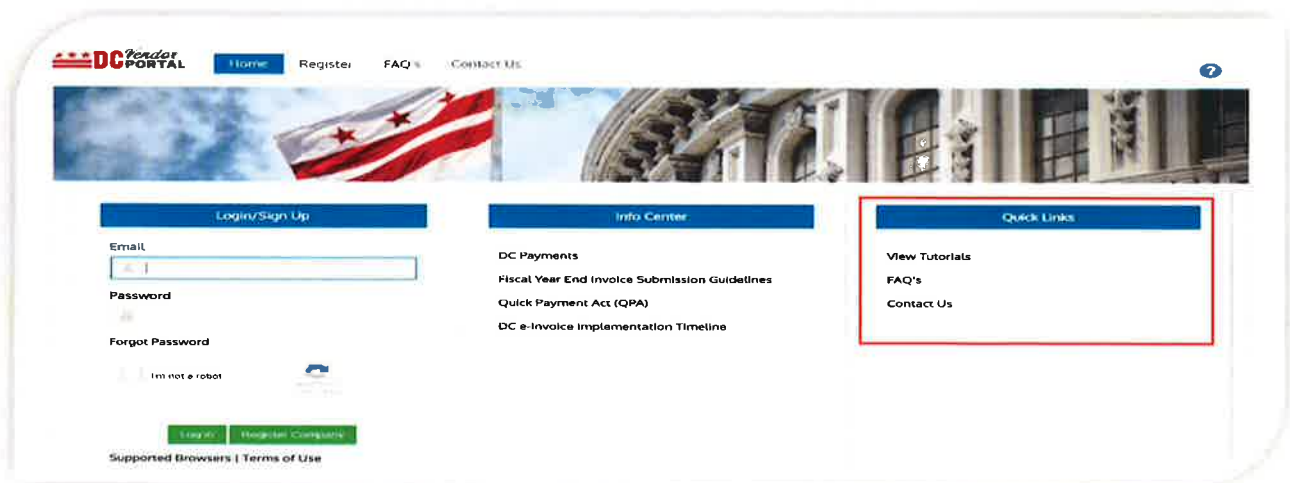 DC Vendor PORTAL
Home Register FAQ's Contact Us
?
Login/Sign Up
Email
Password
Forgot Password
I'm not a robot
Login Register Company
Supported Browsers | Terms of Use
Info Center
DC Payments
Fiscal Year End Invoice Submission Guidelines
Quick Payment Act (QPA)
DC e-Invoice Implementation Timeline
Quick Links
View Tutorials
FAQ's
Contact Us